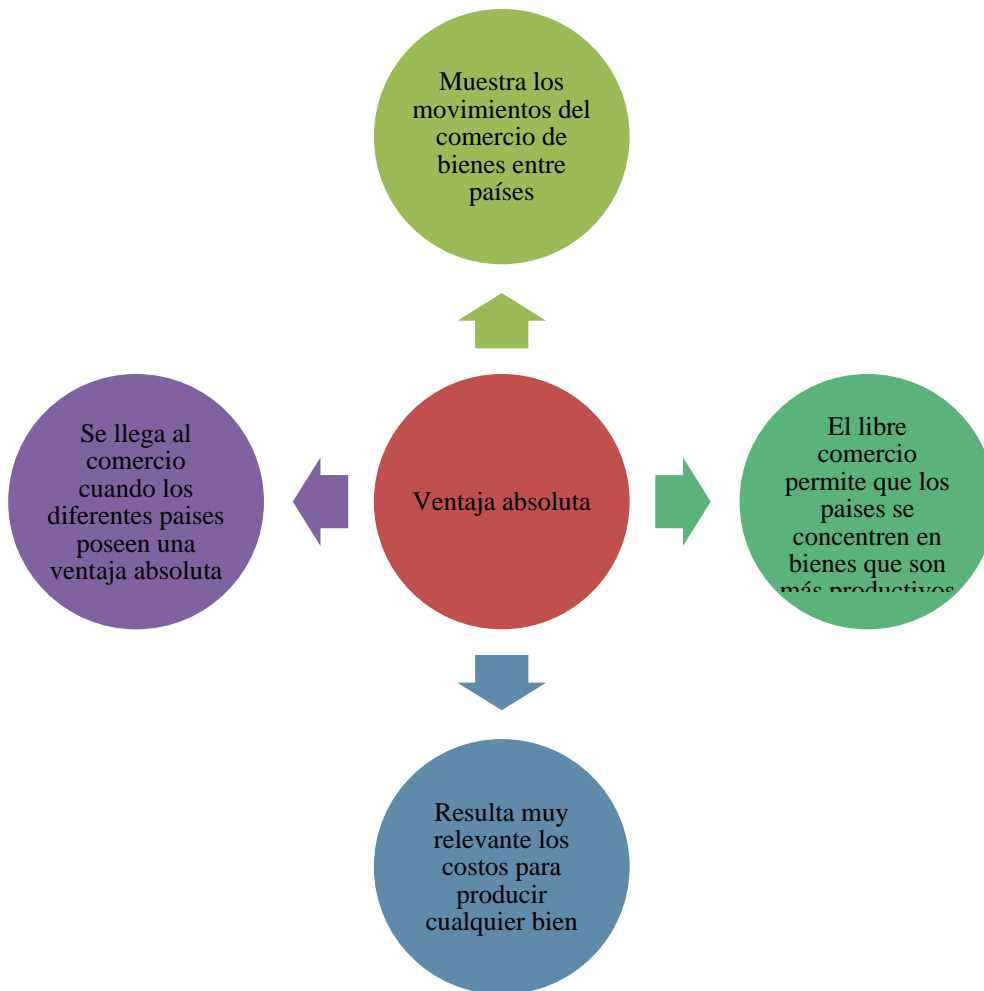 Muestra los
movimientos del
comercio de
bienes entre
países
Se llega al
comercio
cuando los
diferentes paises
poseen una
ventaja absoluta
Ventaja absoluta
El libre
comercio
permite que los
paises se
concentren en
bienes que son
más productivos
Resulta muy
relevante los
costos para
producir
cualquier bien